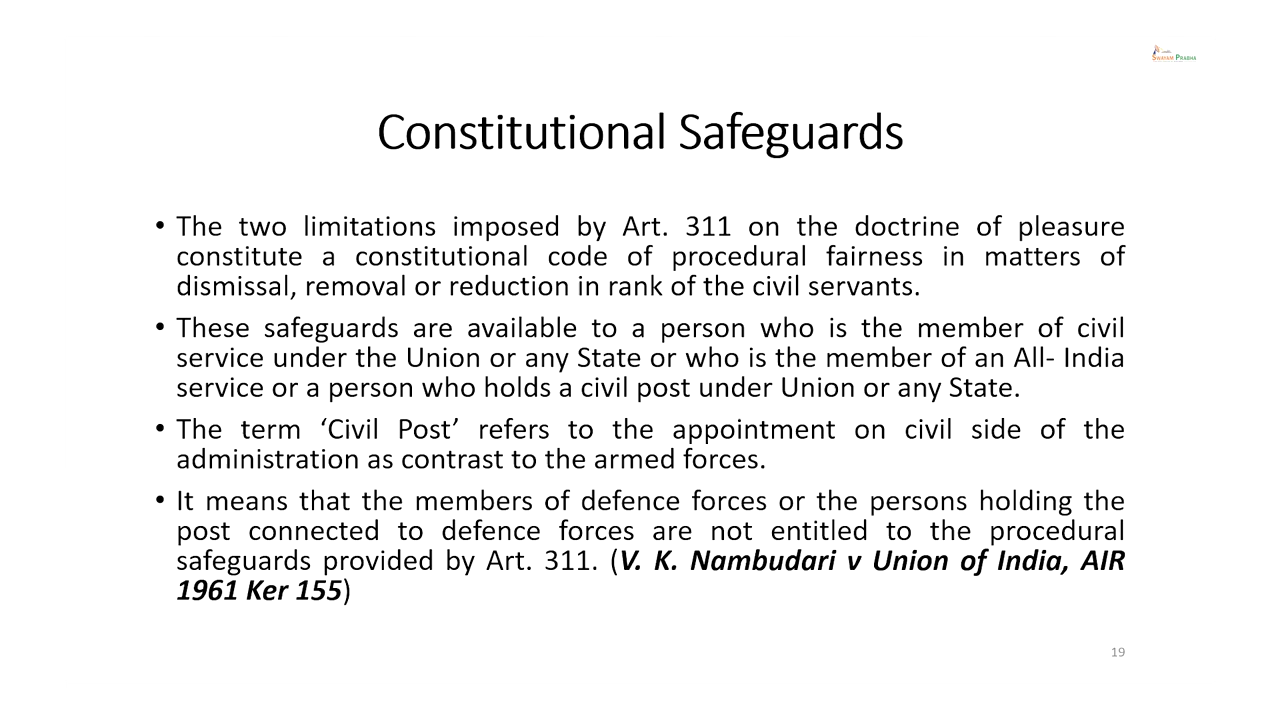 SWAYAM PRABHA
Constitutional Safeguards
• The two limitations imposed by Art. 311 on the doctrine of pleasure
constitute a constitutional code of procedural fairness in matters of
dismissal, removal or reduction in rank of the civil servants.
• These safeguards are available to a person who is the member of civil
service under the Union or any State or who is the member of an All- India
service or a person who holds a civil post under Union or any State.
• The term ‘Civil Post’ refers to the appointment on civil side of the
administration as contrast to the armed forces.
• It means that the members of defence forces or the persons holding the
post connected to defence forces are not entitled to the procedural
safeguards provided by Art. 311. (V. K. Nambudari v Union of India, AIR
1961 Ker 155)
19